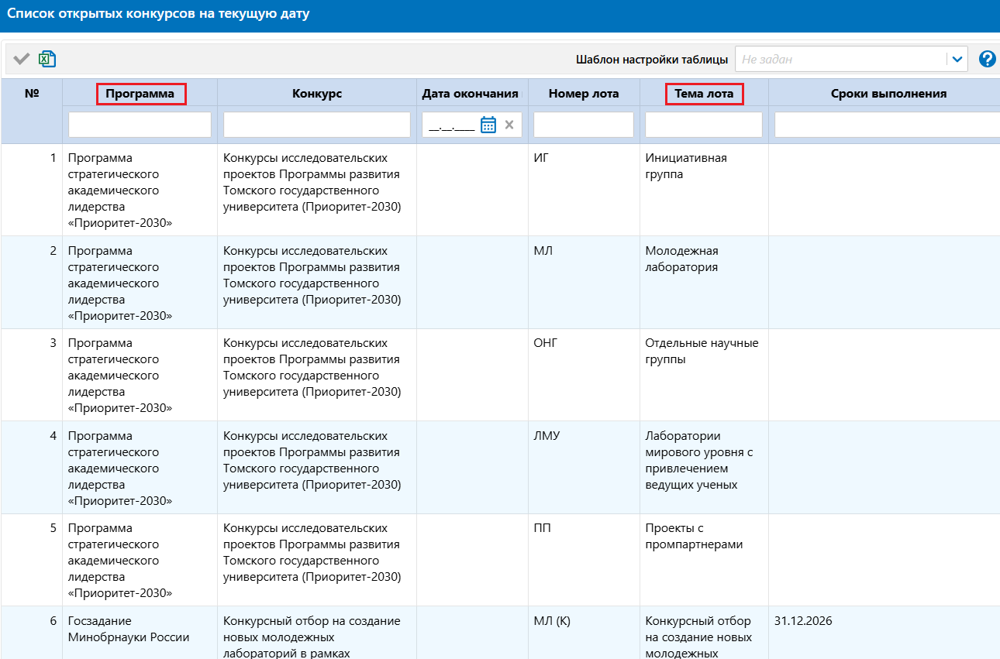 Список открытых конкурсов на текущую дату
Шаблон настройки таблицы Не задан
№ Программа Конкурс Дата окончания Номер лота Тема лота Сроки выполнения
__.__.____
1 Программа Конкурсы исследовательских ИГ Инициативная
стратегического проектов Программы развития группа
академического Томского государственного
лидерства университета (Приоритет-2030)
«Приоритет-2030»
2 Программа Конкурсы исследовательских МЛ Молодежная
стратегического проектов Программы развития лаборатория
академического Томского государственного
лидерства университета (Приоритет-2030)
«Приоритет-2030»
3 Программа Конкурсы исследовательских ОНГ Отдельные научные
стратегического проектов Программы развития группы
академического Томского государственного
лидерства университета (Приоритет-2030)
«Приоритет-2030»
4 Программа Конкурсы исследовательских ЛМУ Лаборатории
стратегического проектов Программы развития мирового уровня с
академического Томского государственного привлечением
лидерства университета (Приоритет-2030) ведущих ученых
«Приоритет-2030»
5 Программа Конкурсы исследовательских ПП Проекты с
стратегического проектов Программы развития промпартнерами
академического Томского государственного
лидерства университета (Приоритет-2030)
«Приоритет-2030»
6 Госзадание Конкурсный отбор на создание МЛ (К) Конкурсный отбор 31.12.2026
Минобрнауки России новых молодежных на создание новых
лабораторий в рамках молодежных